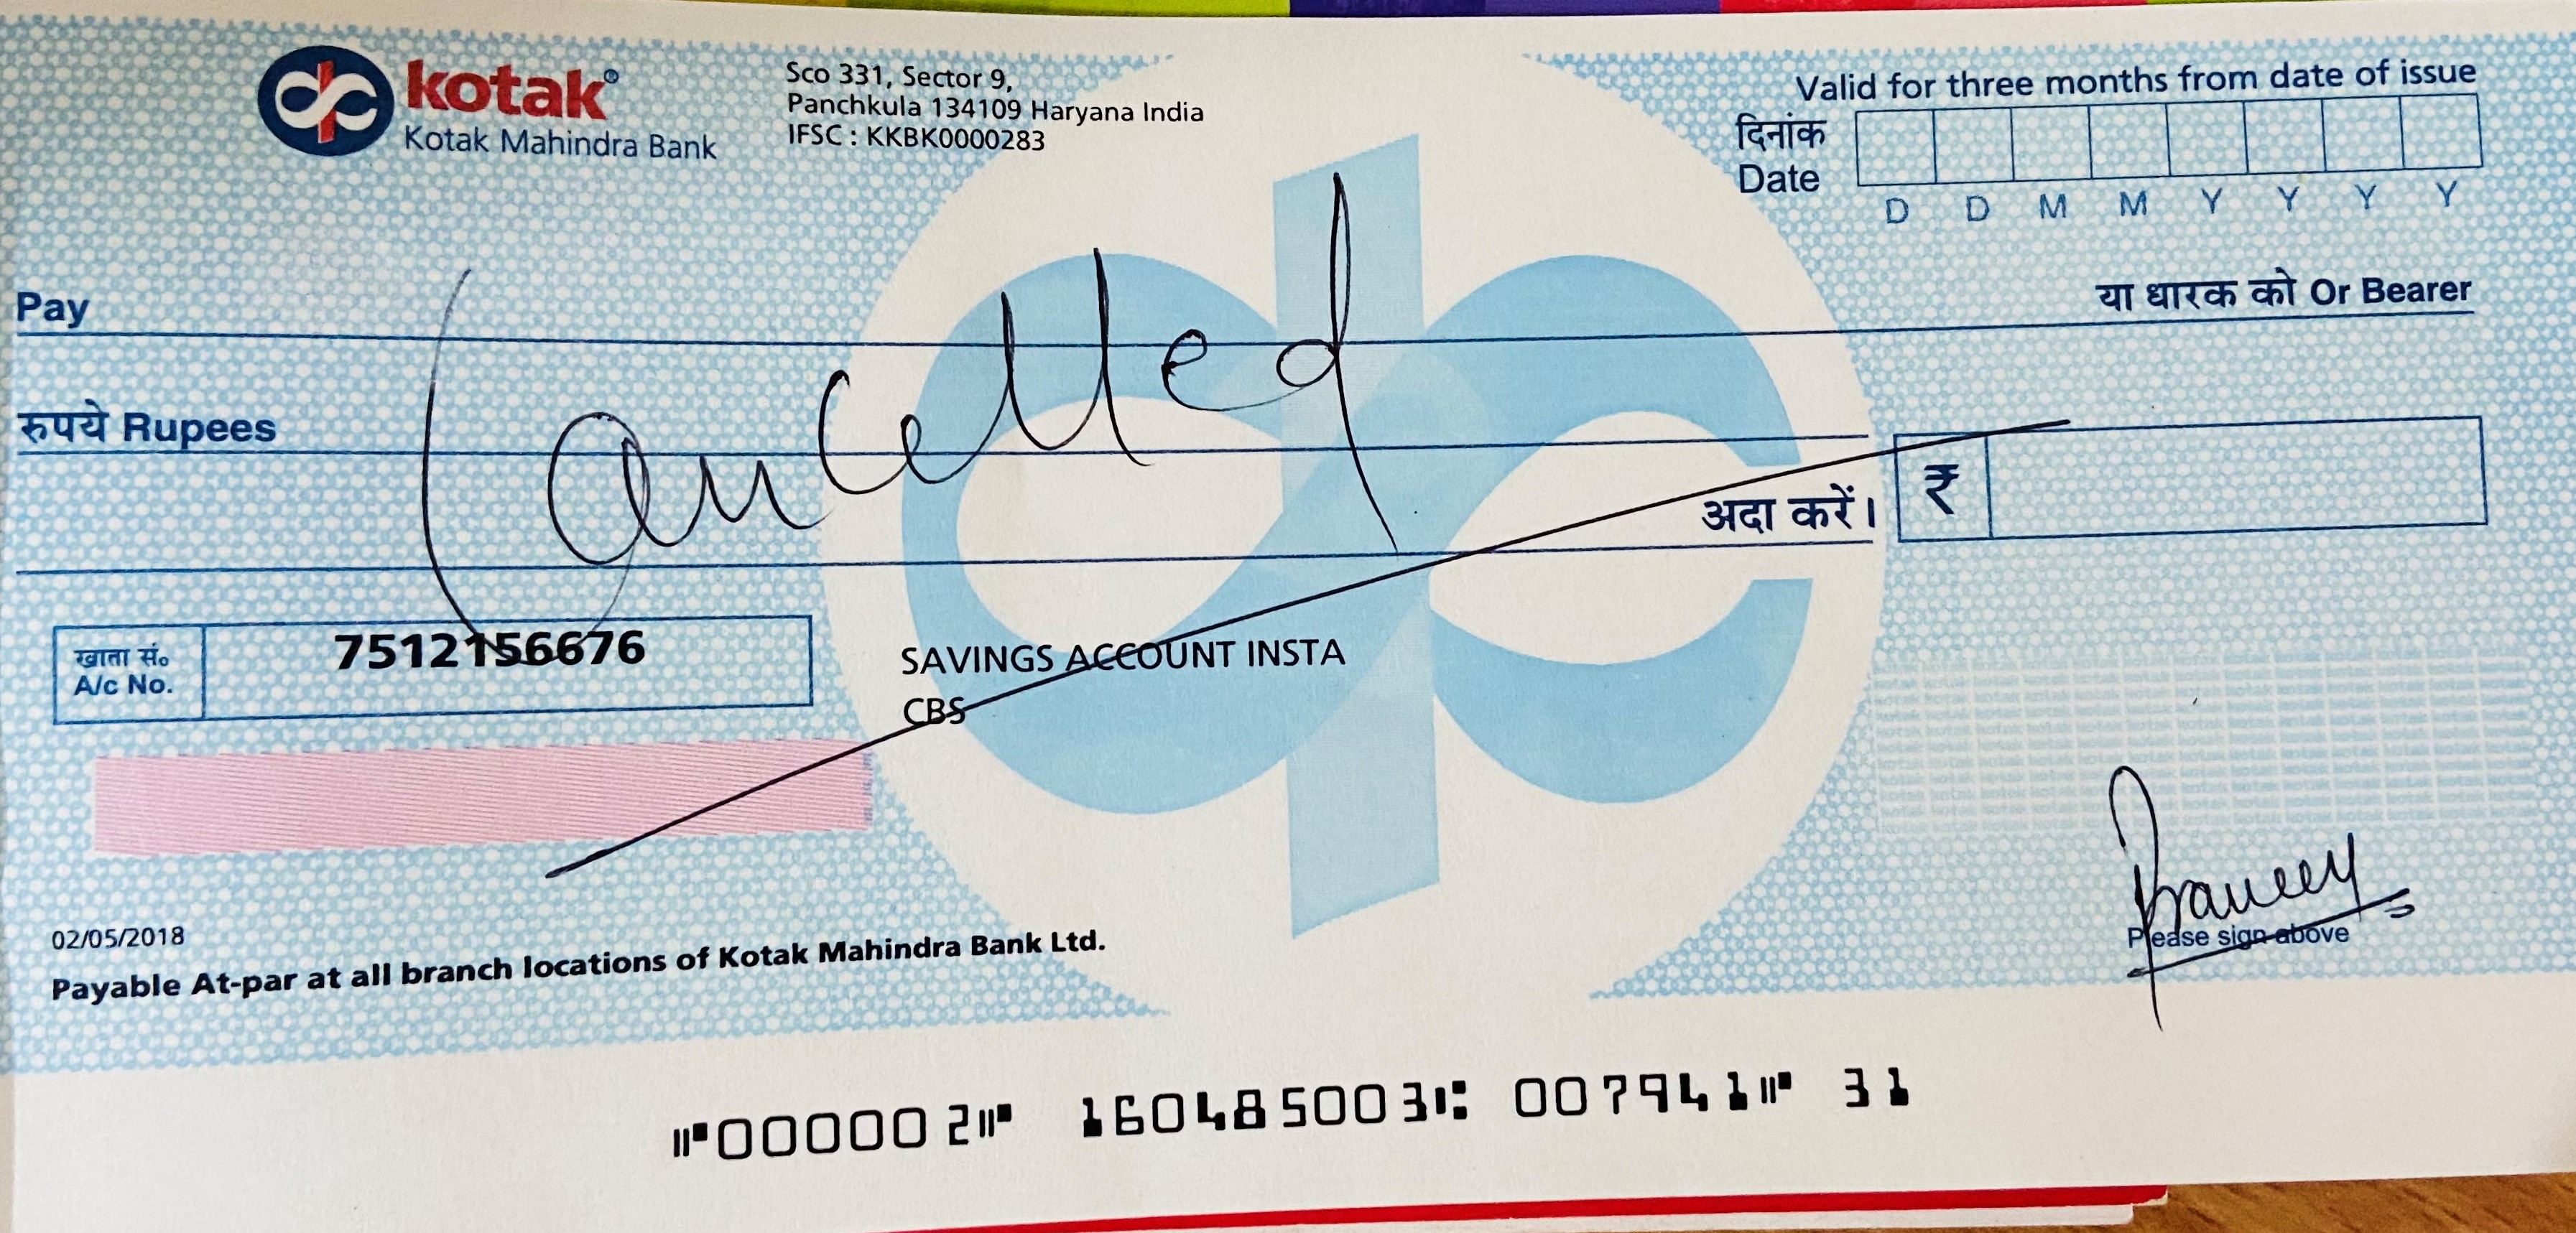 kotak®
Kotak Mahindra Bank
Sco 331, Sector 9,
Panchkula 134109 Haryana India
IFSC : KKBK0000283
Valid for three months from date of issue
दिनांक
Date
D D M M Y Y Y Y
Pay
या धारक को Or Bearer
Cancelled
रुपये Rupees
अदा करें।
₹
खाता सं०
A/c No.
7512156676
SAVINGS ACCOUNT INSTA
CBS
02/05/2018
Payable At-par at all branch locations of Kotak Mahindra Bank Ltd.
Please sign above
⑈000002⑈ 160485003⑆ 007941⑈ 31